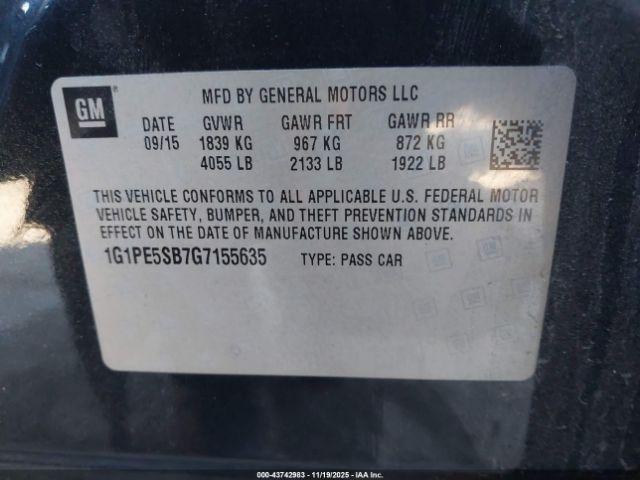 GM
MFD BY GENERAL MOTORS LLC
DATE GVWR GAWR FRT GAWR RR
09/15 1839 KG 967 KG 872 KG
4055 LB 2133 LB 1922 LB
THIS VEHICLE CONFORMS TO ALL APPLICABLE U.S. FEDERAL MOTOR
VEHICLE SAFETY, BUMPER, AND THEFT PREVENTION STANDARDS IN
EFFECT ON THE DATE OF MANUFACTURE SHOWN ABOVE.
1G1PE5SB7G7155635 TYPE: PASS CAR
000-43742983 - 11/19/2025 - IAA Inc.